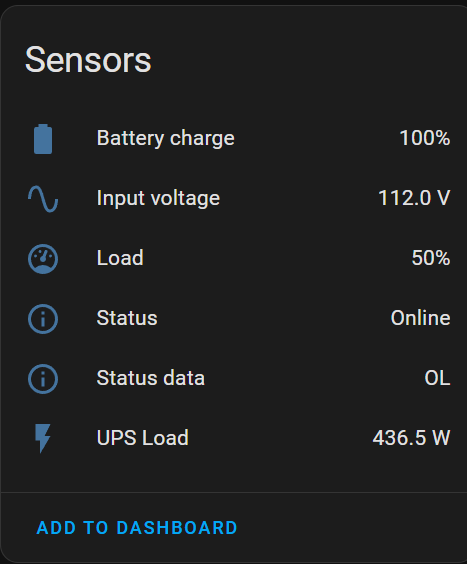 Sensors
Battery charge 100%
Input voltage 112.0 V
Load 50%
Status Online
Status data OL
UPS Load 436.5 W
ADD TO DASHBOARD